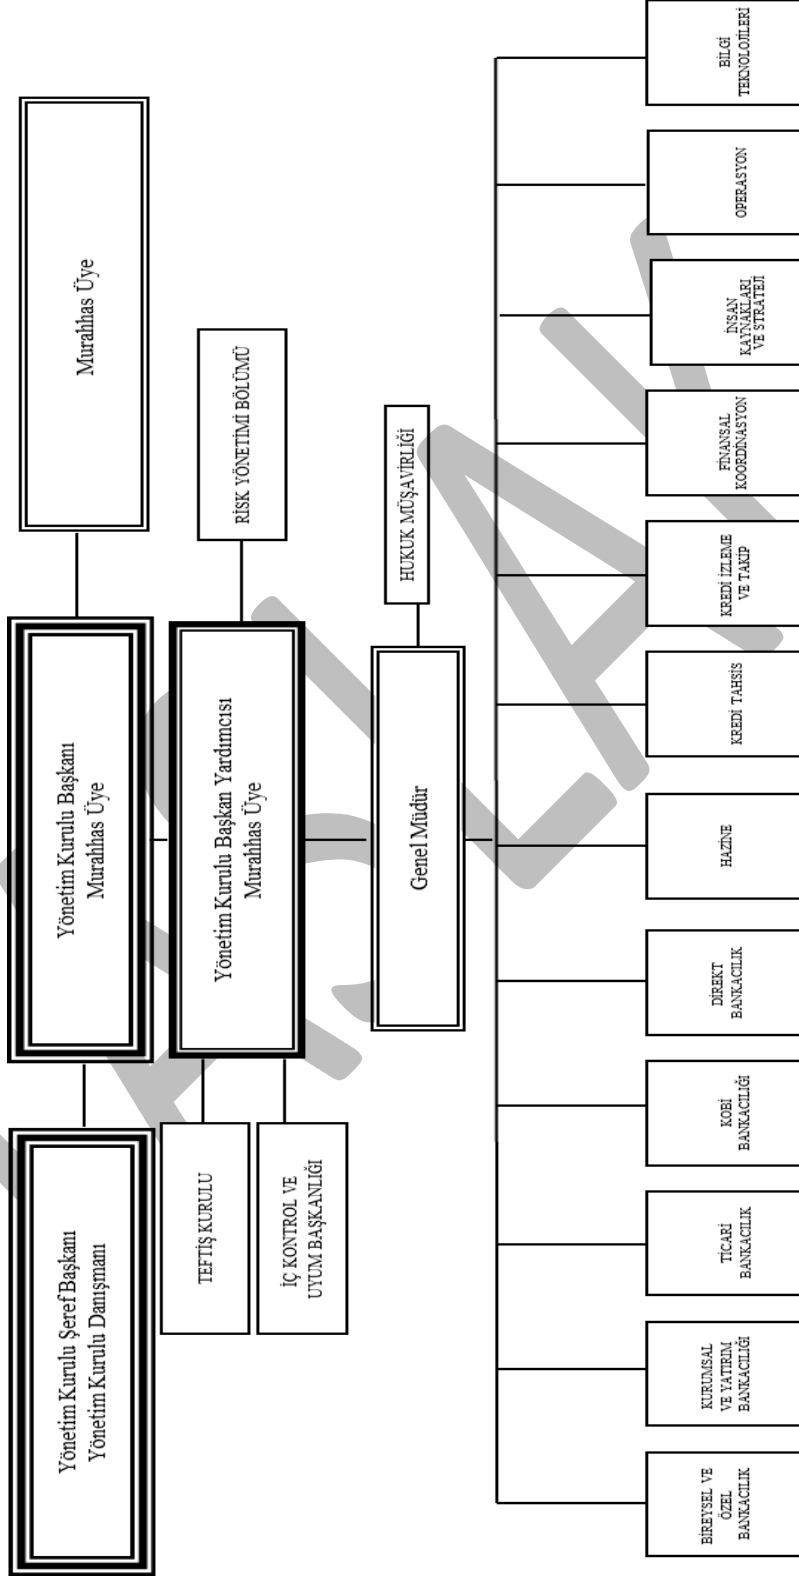 Yönetim Kurulu Şeref Başkanı
Yönetim Kurulu Danışmanı
Yönetim Kurulu Başkanı
Murahhas Üye
Murahhas Üye
TEFTİŞ KURULU
İÇ KONTROL VE
UYUM BAŞKANLIĞI
Yönetim Kurulu Başkan Yardımcısı
Murahhas Üye
RİSK YÖNETİMİ BÖLÜMÜ
Genel Müdür
HUKUK MÜŞAVİRLİĞİ
BİREYSEL VE
ÖZEL
BANKACILIK
KURUMSAL
VE YATIRIM
BANKACILIĞI
TİCARİ
BANKACILIK
KOBİ
BANKACILIĞI
DİREKT
BANKACILIK
HAZİNE
KREDİ TAHSİS
KREDİ İZLEME
VE TAKİP
FİNANSAL
KOORDİNASYON
İNSAN
KAYNAKLARI
VE STRATEJİ
OPERASYON
BİLGİ
TEKNOLOJİLERİ